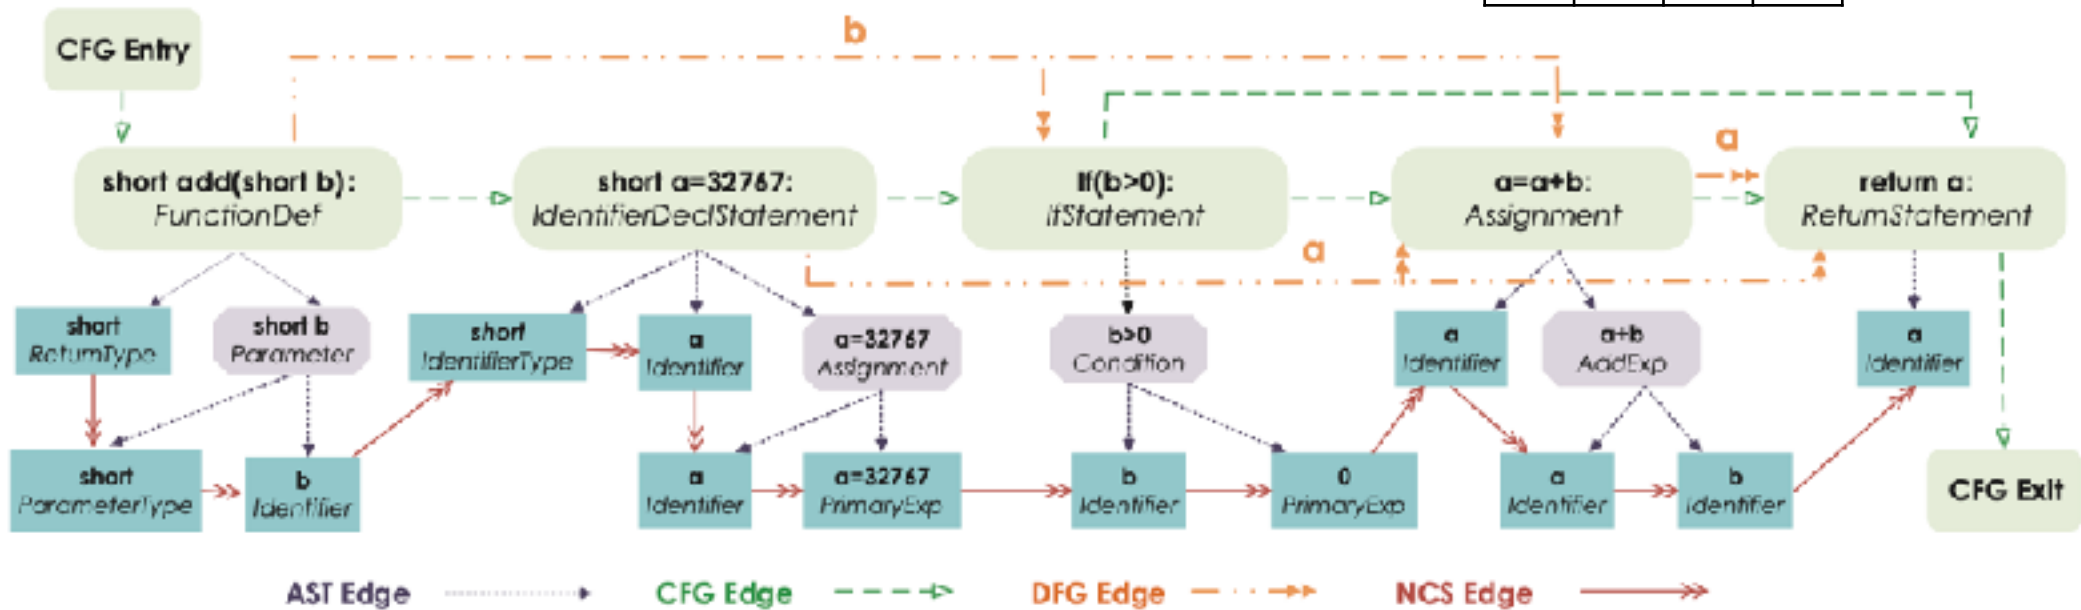 b
CFG Entry
a
short add(short b):
FunctionDef
short a=32767:
IdentifierDeclStatement
If(b>0):
IfStatement
a=a+b:
Assignment
return a:
ReturnStatement
a
short
ReturnType
short b
Parameter
short
IdentifierType
a
Identifier
a=32767
Assignment
b>0
Condition
a
Identifier
a+b
AddExp
a
Identifier
short
ParameterType
b
Identifier
a
Identifier
a=32767
PrimaryExp
b
Identifier
0
PrimaryExp
a
Identifier
b
Identifier
CFG Exit
AST Edge
CFG Edge
DFG Edge
NCS Edge